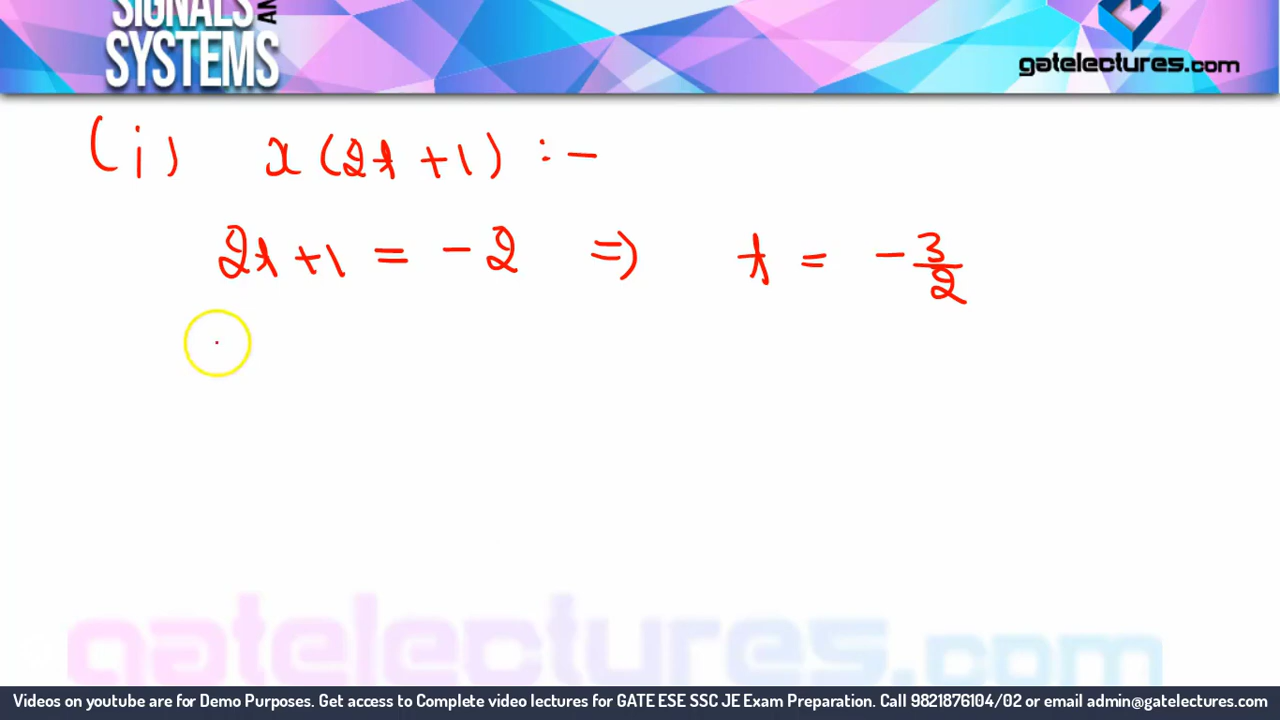 SIGNALS AND
SYSTEMS
gatelectures.com
(i) x(2t+1) :-
2t+1 = -2 ⇒ t = -3/2
gatelectures.com
Videos on youtube are for Demo Purposes. Get access to Complete video lectures for GATE ESE SSC JE Exam Preparation. Call 9821876104/02 or email admin@gatelectures.com